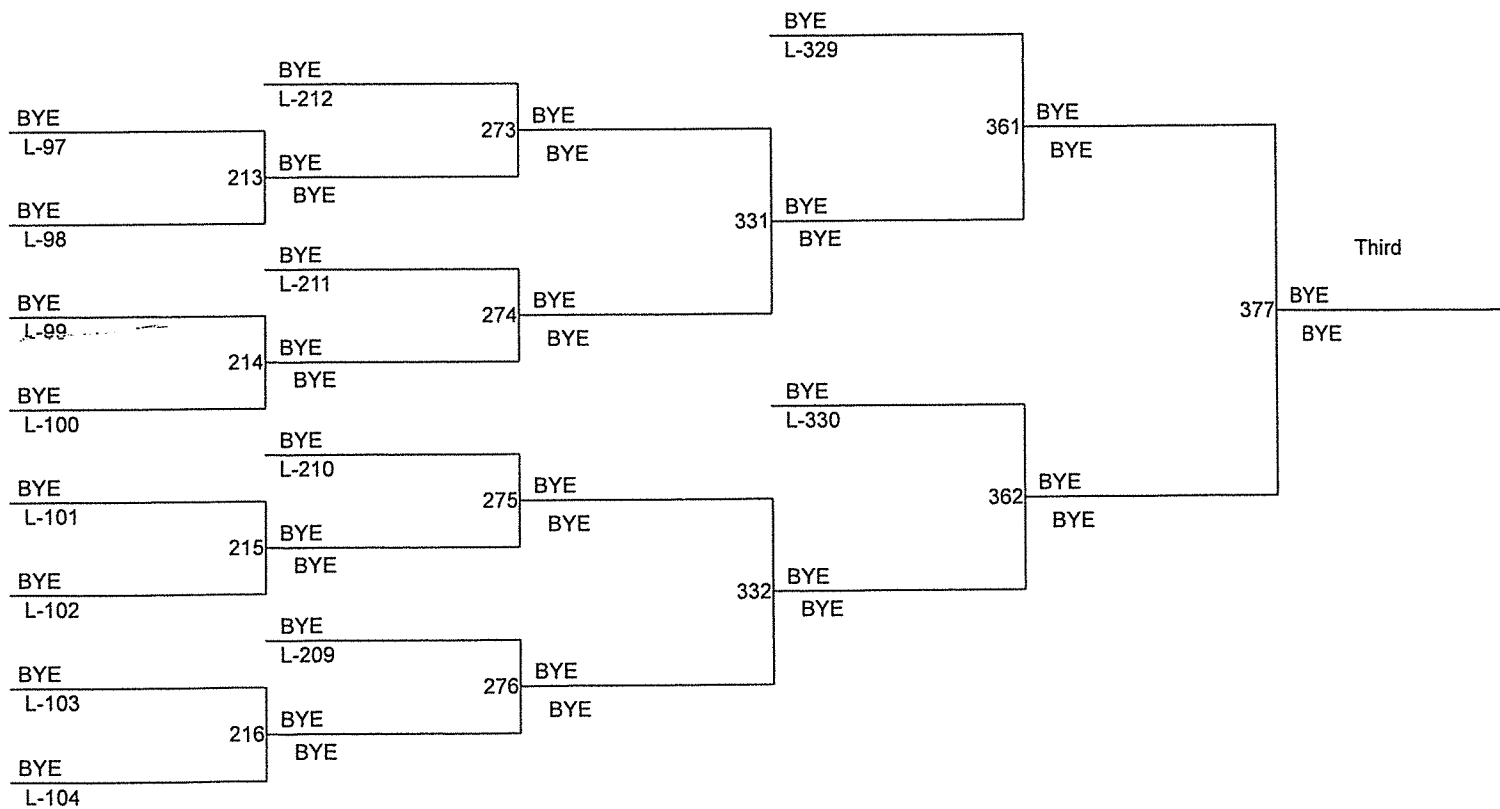 BYE
L-97
BYE
L-98
BYE
L-99
BYE
L-100
BYE
L-101
BYE
L-102
BYE
L-103
BYE
L-104
BYE
L-212
213
BYE
BYE
BYE
L-211
214
BYE
BYE
BYE
L-210
215
BYE
BYE
BYE
L-209
216
BYE
BYE
273
BYE
BYE
274
BYE
BYE
275
BYE
BYE
276
BYE
BYE
BYE
L-329
331
BYE
BYE
BYE
L-330
332
BYE
BYE
361
BYE
BYE
362
BYE
BYE
Third
377
BYE
BYE